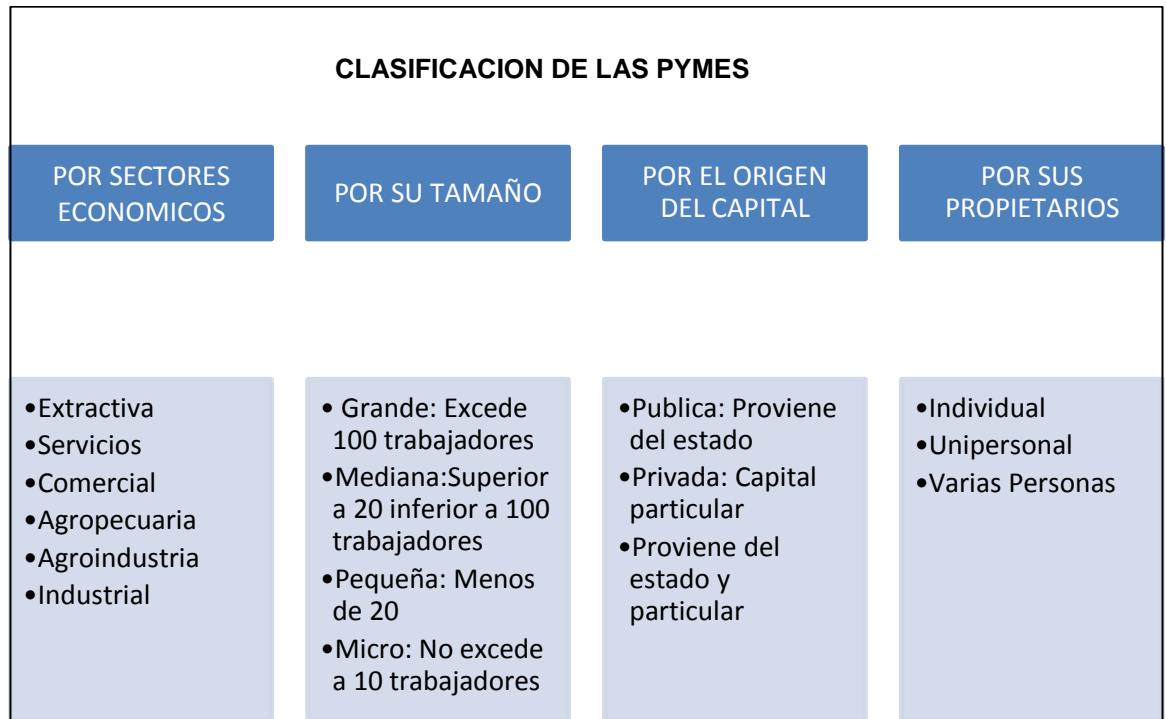 CLASIFICACION DE LAS PYMES
POR SECTORES
ECONOMICOS
•Extractiva
•Servicios
•Comercial
•Agropecuaria
•Agroindustria
•Industrial
POR SU TAMAÑO
• Grande: Excede
100 trabajadores
•Mediana:Superior
a 20 inferior a 100
trabajadores
•Pequeña: Menos
de 20
•Micro: No excede
a 10 trabajadores
POR EL ORIGEN
DEL CAPITAL
•Publica: Proviene
del estado
•Privada: Capital
particular
•Proviene del
estado y
particular
POR SUS
PROPIETARIOS
•Individual
•Unipersonal
•Varias Personas